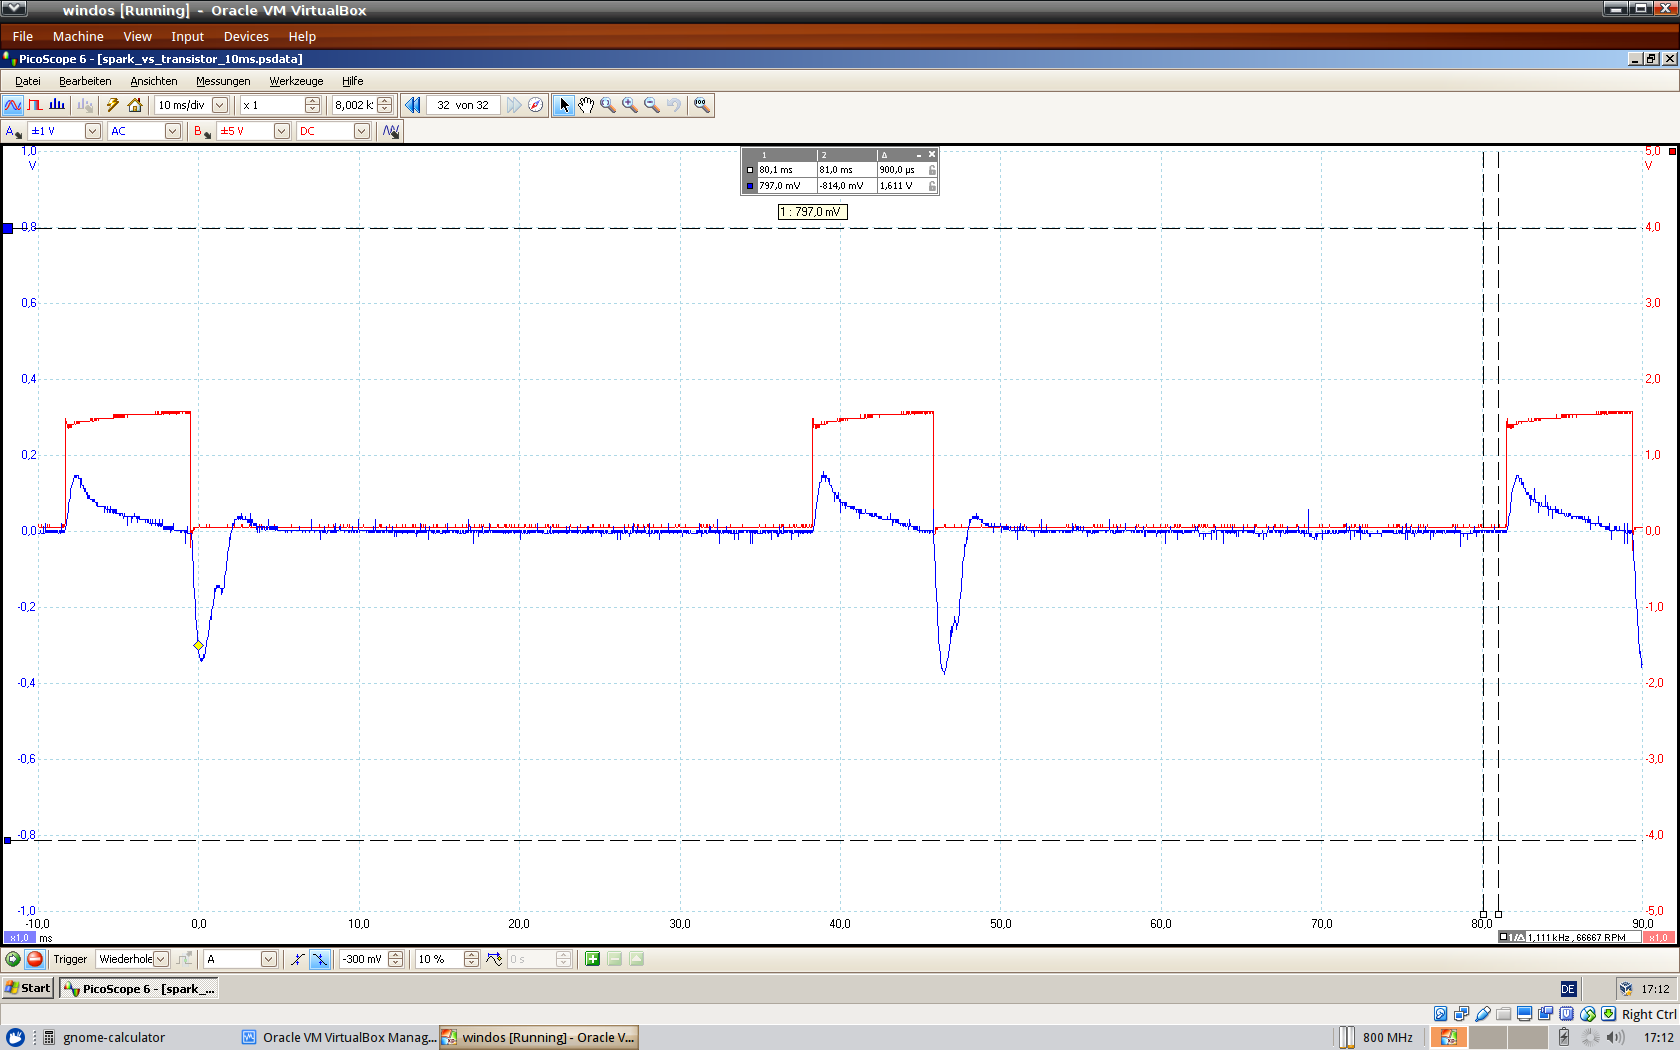 windos [Running] - Oracle VM VirtualBox
File Machine View Input Devices Help
PicoScope 6 - [spark_vs_transistor_10ms.psdata]
Datei Bearbeiten Ansichten Messungen Werkzeuge Hilfe
10 ms/div x 1 8,002 k: 32 von 32
A ±1 V AC B ±5 V DC
1,0 5,0
V V
1 2 Δ
80,1 ms 81,0 ms 900,0 µs
797,0 mV -814,0 mV 1,611 V
1 : 797,0 mV
0,8 4,0
0,6 3,0
0,4 2,0
0,2 1,0
0,0 0,0
-0,2 -1,0
-0,4 -2,0
-0,6 -3,0
-0,8 -4,0
-1,0 -5,0
-10,0 0,0 10,0 20,0 30,0 40,0 50,0 60,0 70,0 80,0 90,0
x1,0 ms 1/Δ 1,111 kHz , 66667 RPM x1,0
Trigger Wiederhole A -300 mV 10 % 0 s
Start PicoScope 6 - [spark_... DE 17:12
Right Ctrl
gnome-calculator Oracle VM VirtualBox Manag... windos [Running] - Oracle V... 800 MHz 17:12